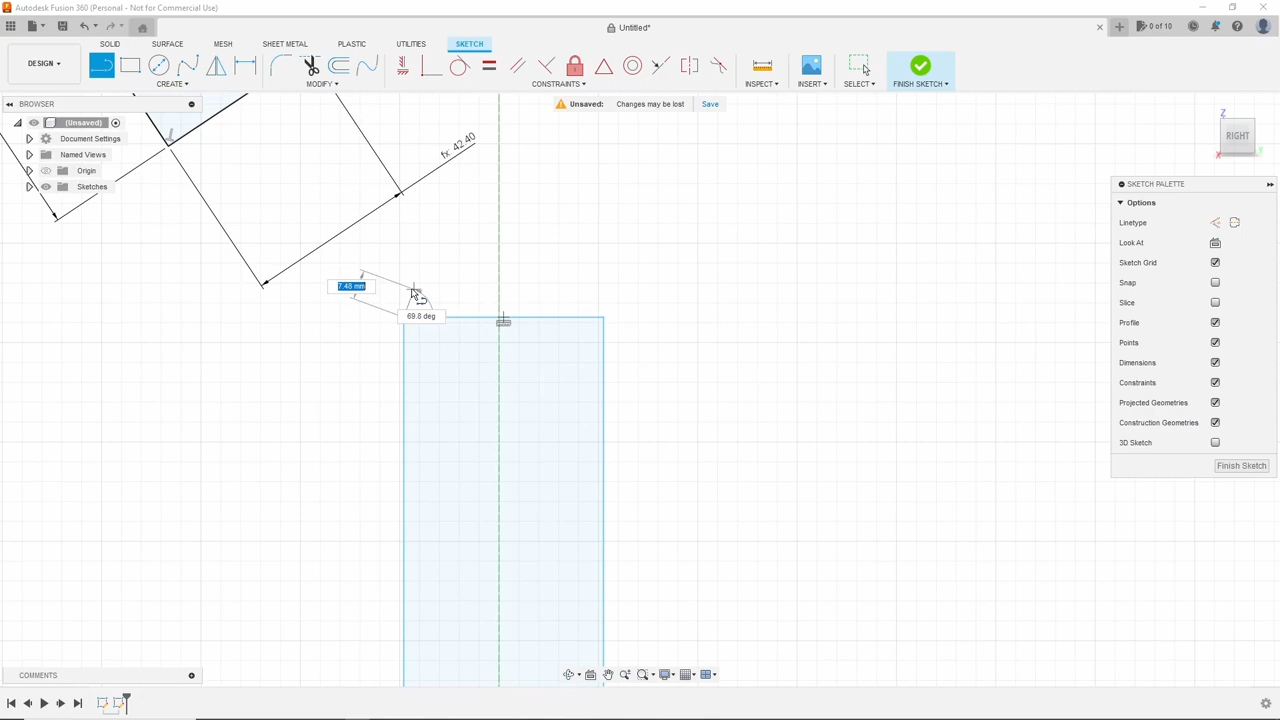 Autodesk Fusion 360 (Personal - Not for Commercial Use)
Untitled*
0 of 10
SOLID SURFACE MESH SHEET METAL PLASTIC UTILITIES SKETCH
DESIGN
CREATE MODIFY CONSTRAINTS INSPECT INSERT SELECT FINISH SKETCH
BROWSER
Unsaved: Changes may be lost Save
(Unsaved)
Document Settings
Named Views
Origin
Sketches
fx: 42.40
Z
RIGHT
X
Y
SKETCH PALETTE
Options
Linetype
Look At
Sketch Grid
Snap
Slice
Profile
Points
Dimensions
Constraints
Projected Geometries
Construction Geometries
3D Sketch
Finish Sketch
7.48 mm
69.8 deg
COMMENTS